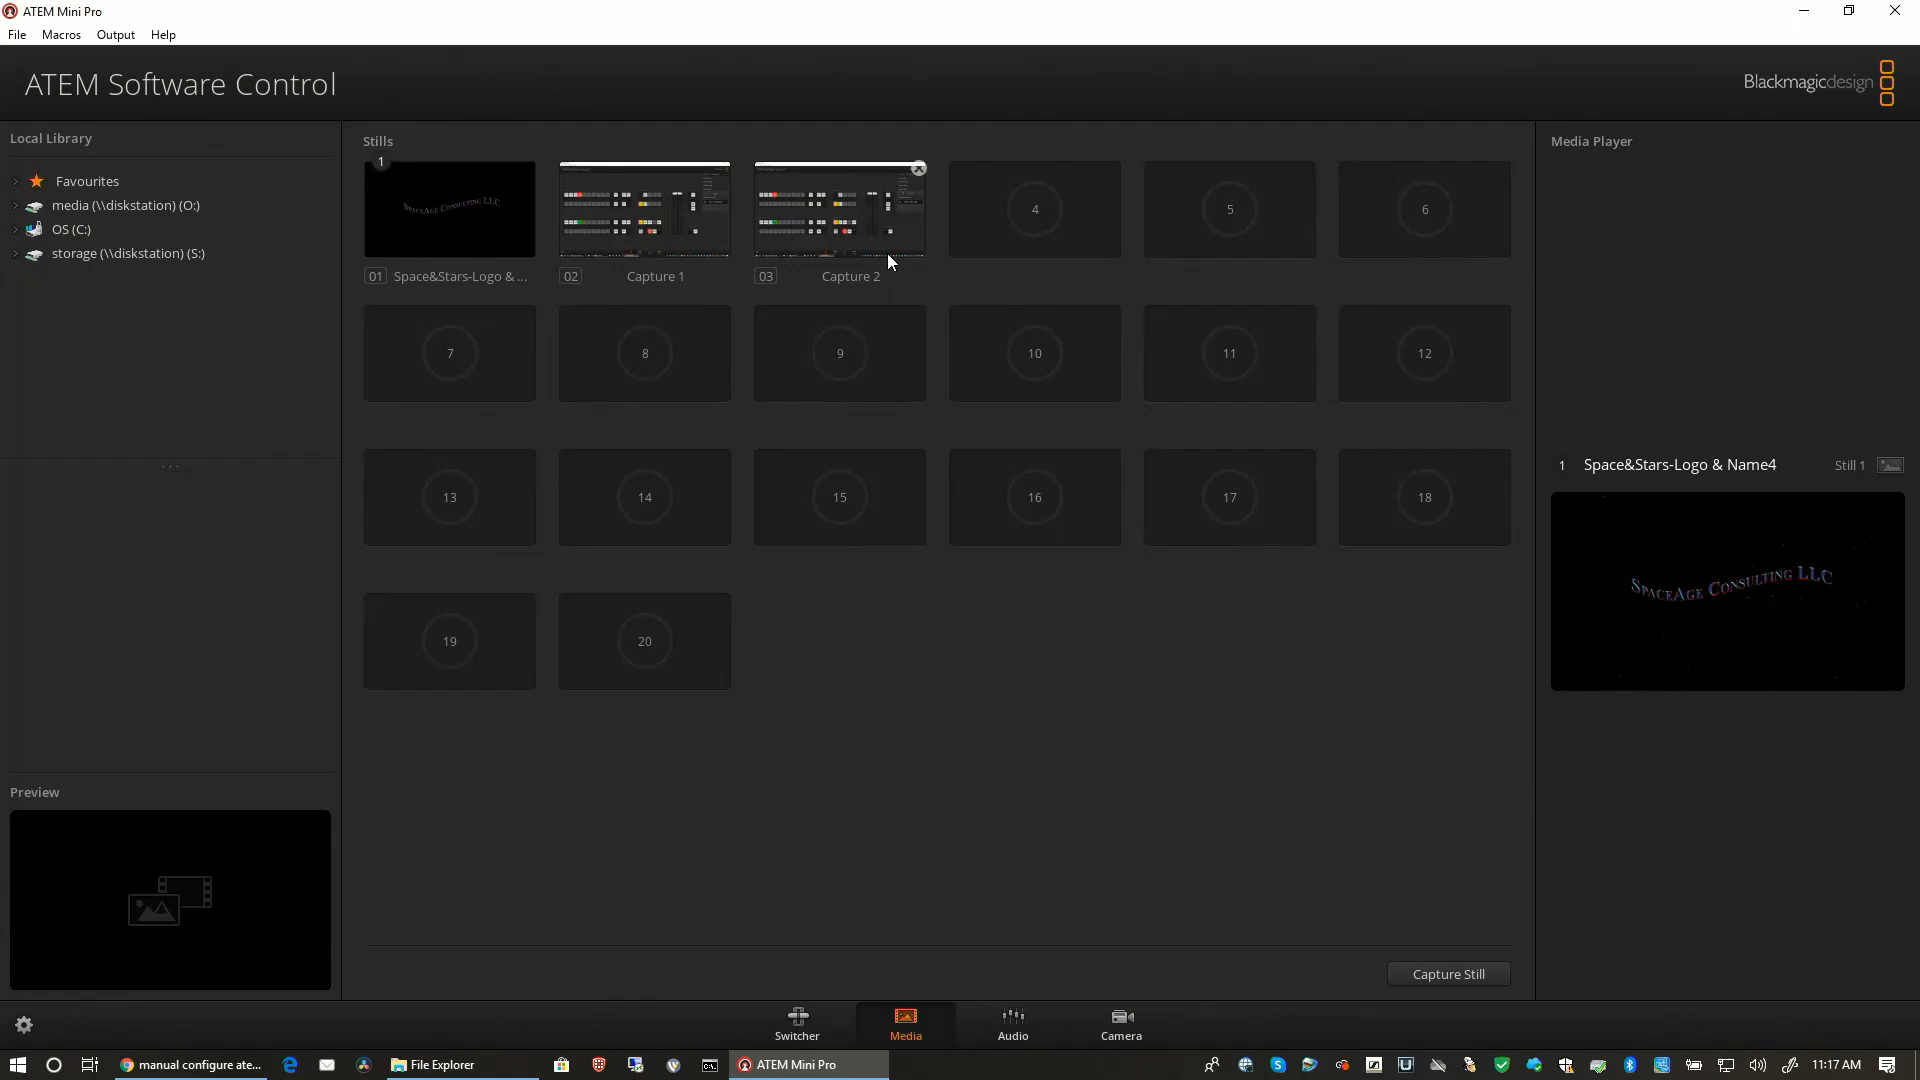 ATEM Mini Pro
File Macros Output Help
ATEM Software Control
Blackmagicdesign
Local Library
Stills
Media Player
Favourites
media (\\diskstation) (O:)
OS (C:)
storage (\\diskstation) (S:)
1
SPACEAGE CONSULTING LLC
4
5
6
01 Space&Stars-Logo & ...
02 Capture 1
03 Capture 2
7
8
9
10
11
12
13
14
15
16
17
18
19
20
1 Space&Stars-Logo & Name4 Still 1
SPACEAGE CONSULTING LLC
Preview
Capture Still
Switcher
Media
Audio
Camera
manual configure ate...
File Explorer
ATEM Mini Pro
11:17 AM